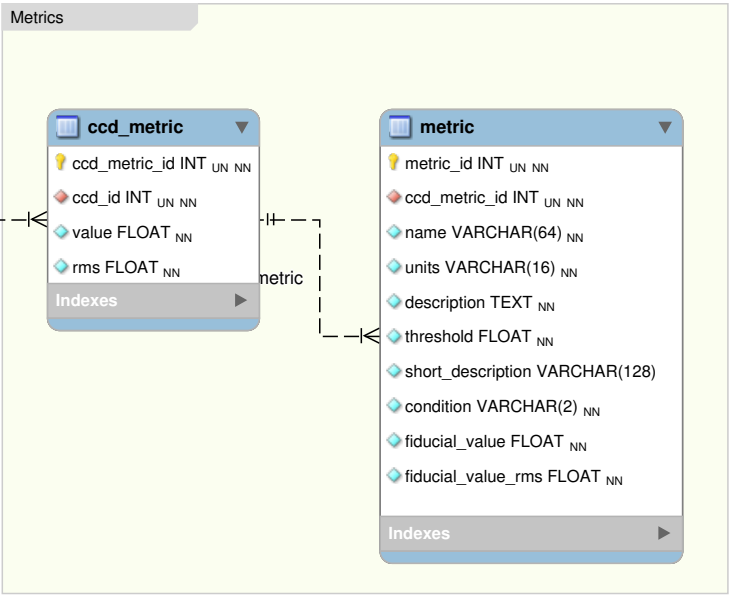 Metrics
ccd_metric
ccd_metric_id INT UN NN
ccd_id INT UN NN
value FLOAT NN
rms FLOAT NN
Indexes
metric
metric
metric_id INT UN NN
ccd_metric_id INT UN NN
name VARCHAR(64) NN
units VARCHAR(16) NN
description TEXT NN
threshold FLOAT NN
short_description VARCHAR(128)
condition VARCHAR(2) NN
fiducial_value FLOAT NN
fiducial_value_rms FLOAT NN
Indexes